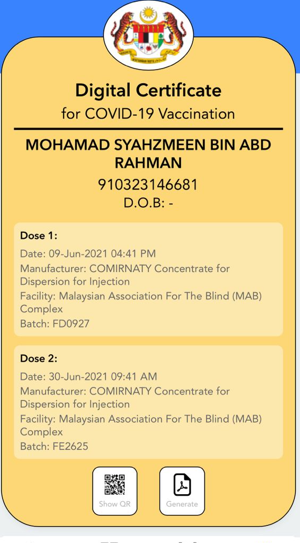 Digital Certificate
for COVID-19 Vaccination
MOHAMAD SYAHZMEEN BIN ABD
RAHMAN
910323146681
D.O.B: -
Dose 1:
Date: 09-Jun-2021 04:41 PM
Manufacturer: COMIRNATY Concentrate for
Dispersion for Injection
Facility: Malaysian Association For The Blind (MAB)
Complex
Batch: FD0927
Dose 2:
Date: 30-Jun-2021 09:41 AM
Manufacturer: COMIRNATY Concentrate for
Dispersion for Injection
Facility: Malaysian Association For The Blind (MAB)
Complex
Batch: FE2625
Show QR
Generate